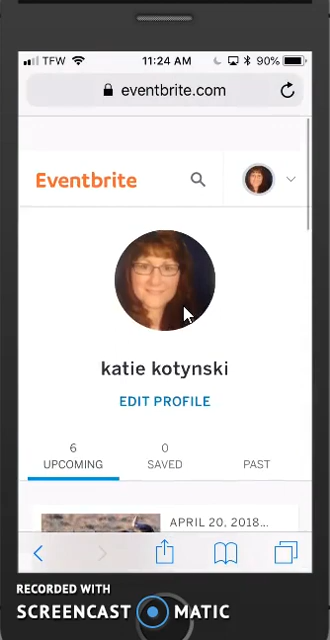 TFW 11:24 AM 90%
eventbrite.com
Eventbrite
katie kotynski
EDIT PROFILE
6 0
UPCOMING SAVED PAST
APRIL 20, 2018...
RECORDED WITH
SCREENCAST MATIC